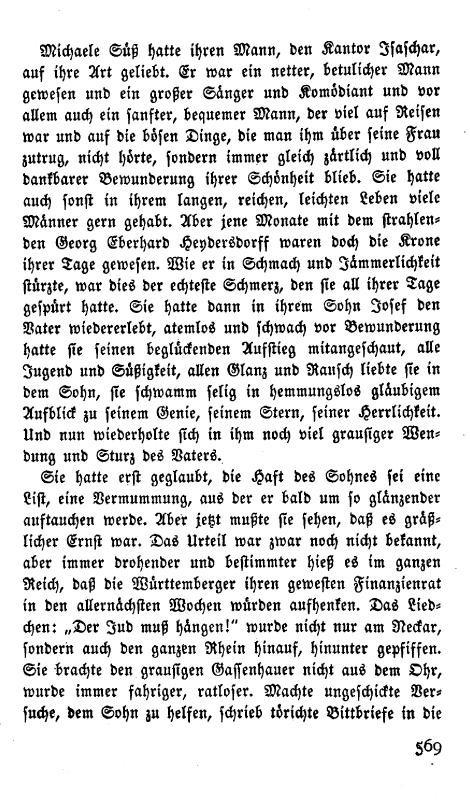 Michaele Süß hatte ihren Mann, den Kantor Isaschar,
auf ihre Art geliebt. Er war ein netter, betulicher Mann
gewesen und ein großer Sänger und Komödiant und vor
allem auch ein sanfter, bequemer Mann, der viel auf Reisen
war und auf die bösen Dinge, die man ihm über seine Frau
zutrug, nicht hörte, sondern immer gleich zärtlich und voll
dankbarer Bewunderung ihrer Schönheit blieb. Sie hatte
auch sonst in ihrem langen, reichen, leichten Leben viele
Männer gern gehabt. Aber jene Monate mit dem strahlen-
den Georg Eberhard Heydersdorff waren doch die Krone
ihrer Tage gewesen. Wie er in Schmach und Jämmerlichkeit
stürzte, war dies der echteste Schmerz, den sie all ihrer Tage
gespürt hatte. Sie hatte dann in ihrem Sohn Josef den
Vater wiedererlebt, atemlos und schwach vor Bewunderung
hatte sie seinen beglückenden Aufstieg mitangeschaut, alle
Jugend und Süßigkeit, allen Glanz und Rausch liebte sie in
dem Sohn, sie schwamm selig in hemmungslos gläubigem
Aufblick zu seinem Genie, seinem Stern, seiner Herrlichkeit.
Und nun wiederholte sich in ihm noch viel grausiger Wen-
dung und Sturz des Vaters.
Sie hatte erst geglaubt, die Haft des Sohnes sei eine
List, eine Vermummung, aus der er bald um so glänzender
auftauchen werde. Aber jetzt mußte sie sehen, daß es gräß-
licher Ernst war. Das Urteil war zwar noch nicht bekannt,
aber immer drohender und bestimmter hieß es im ganzen
Reich, daß die Württemberger ihren gewesten Finanzienrat
in den allernächsten Wochen würden aufhenken. Das Lied-
chen: „Der Jud muß hängen!“ wurde nicht nur am Neckar,
sondern auch den ganzen Rhein hinauf, hinunter gepfiffen.
Sie brachte den grausigen Gassenhauer nicht aus dem Ohr,
wurde immer fahriger, ratloser. Machte ungeschickte Ver-
suche, dem Sohn zu helfen, schrieb törichte Bittbriefe in die
569